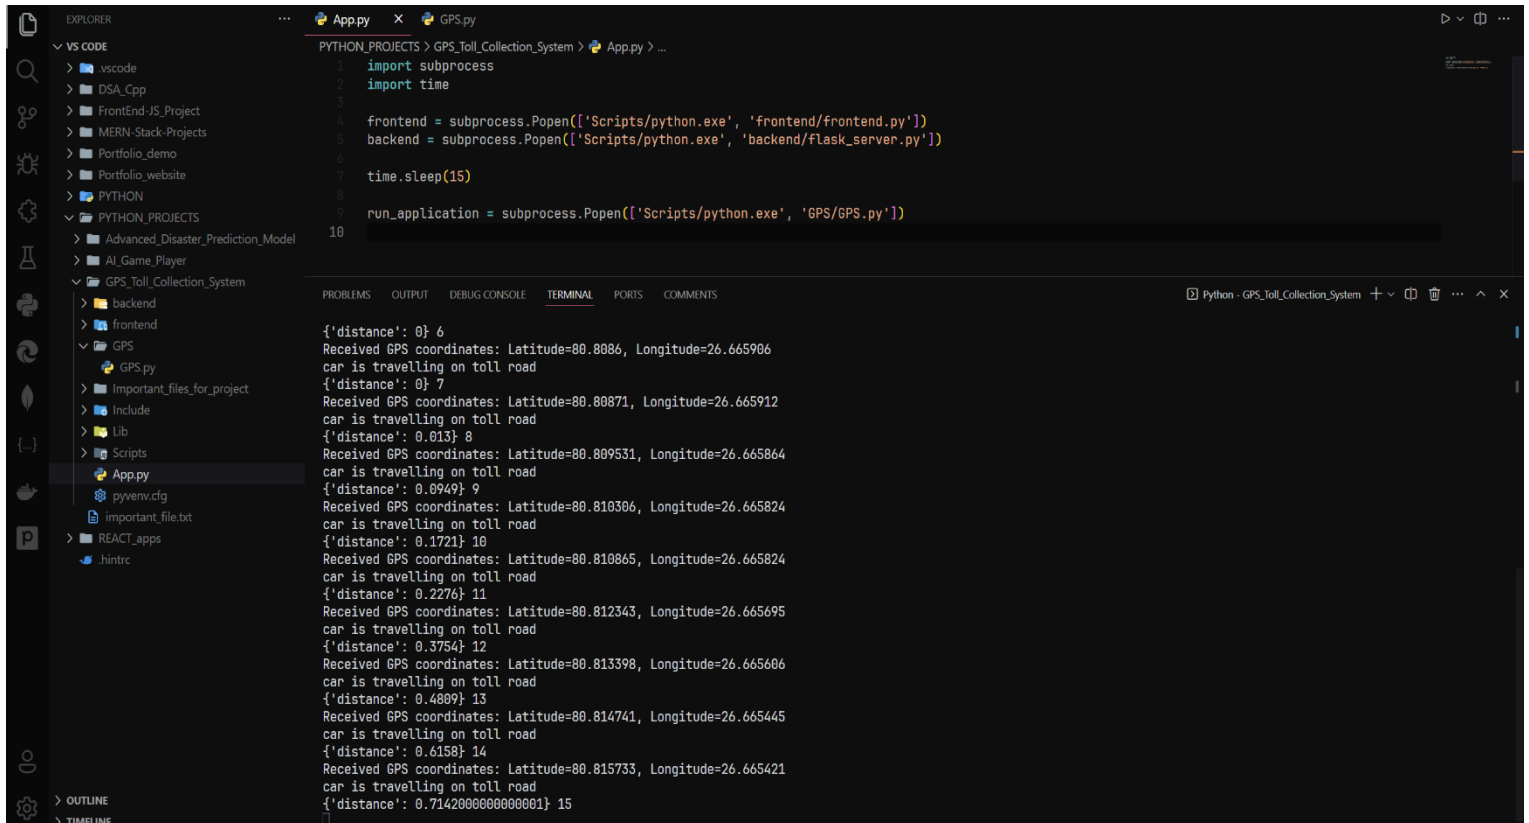 EXPLORER
VS CODE
.vscode
DSA_Cpp
FrontEnd-JS_Project
MERN-Stack-Projects
Portfolio_demo
Portfolio_website
PYTHON
PYTHON_PROJECTS
Advanced_Disaster_Prediction_Model
AI_Game_Player
GPS_Toll_Collection_System
backend
frontend
GPS
GPS.py
Important_files_for_project
Include
Lib
Scripts
App.py
pyvenv.cfg
important_file.txt
REACT_apps
.hintrc
OUTLINE
TIMELINE
App.py GPS.py
PYTHON_PROJECTS > GPS_Toll_Collection_System > App.py > ...
1 import subprocess
2 import time
3
4 frontend = subprocess.Popen(['Scripts/python.exe', 'frontend/frontend.py'])
5 backend = subprocess.Popen(['Scripts/python.exe', 'backend/flask_server.py'])
6
7 time.sleep(15)
8
9 run_application = subprocess.Popen(['Scripts/python.exe', 'GPS/GPS.py'])
10
PROBLEMS OUTPUT DEBUG CONSOLE TERMINAL PORTS COMMENTS
Python - GPS_Toll_Collection_System
{'distance': 0} 6
Received GPS coordinates: Latitude=80.8086, Longitude=26.665906
car is travelling on toll road
{'distance': 0} 7
Received GPS coordinates: Latitude=80.80871, Longitude=26.665912
car is travelling on toll road
{'distance': 0.013} 8
Received GPS coordinates: Latitude=80.809531, Longitude=26.665864
car is travelling on toll road
{'distance': 0.0949} 9
Received GPS coordinates: Latitude=80.810306, Longitude=26.665824
car is travelling on toll road
{'distance': 0.1721} 10
Received GPS coordinates: Latitude=80.810865, Longitude=26.665824
car is travelling on toll road
{'distance': 0.2276} 11
Received GPS coordinates: Latitude=80.812343, Longitude=26.665695
car is travelling on toll road
{'distance': 0.3754} 12
Received GPS coordinates: Latitude=80.813398, Longitude=26.665606
car is travelling on toll road
{'distance': 0.4809} 13
Received GPS coordinates: Latitude=80.814741, Longitude=26.665445
car is travelling on toll road
{'distance': 0.6158} 14
Received GPS coordinates: Latitude=80.815733, Longitude=26.665421
car is travelling on toll road
{'distance': 0.7142000000000001} 15